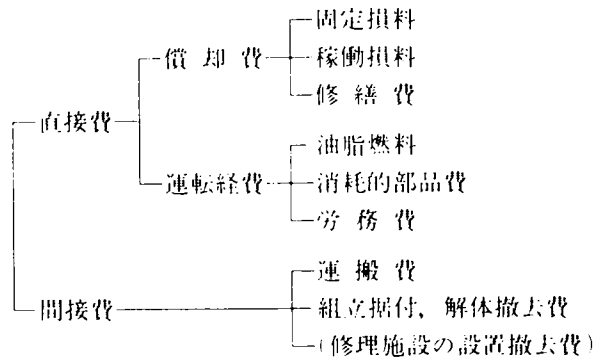 固定損料
償却費
稼働損料
修繕費
直接費
油脂燃料
運転経費
消耗的部品費
労務費
運搬費
間接費
組立据付，解体撤去費
(修理施設の設置撤去費)